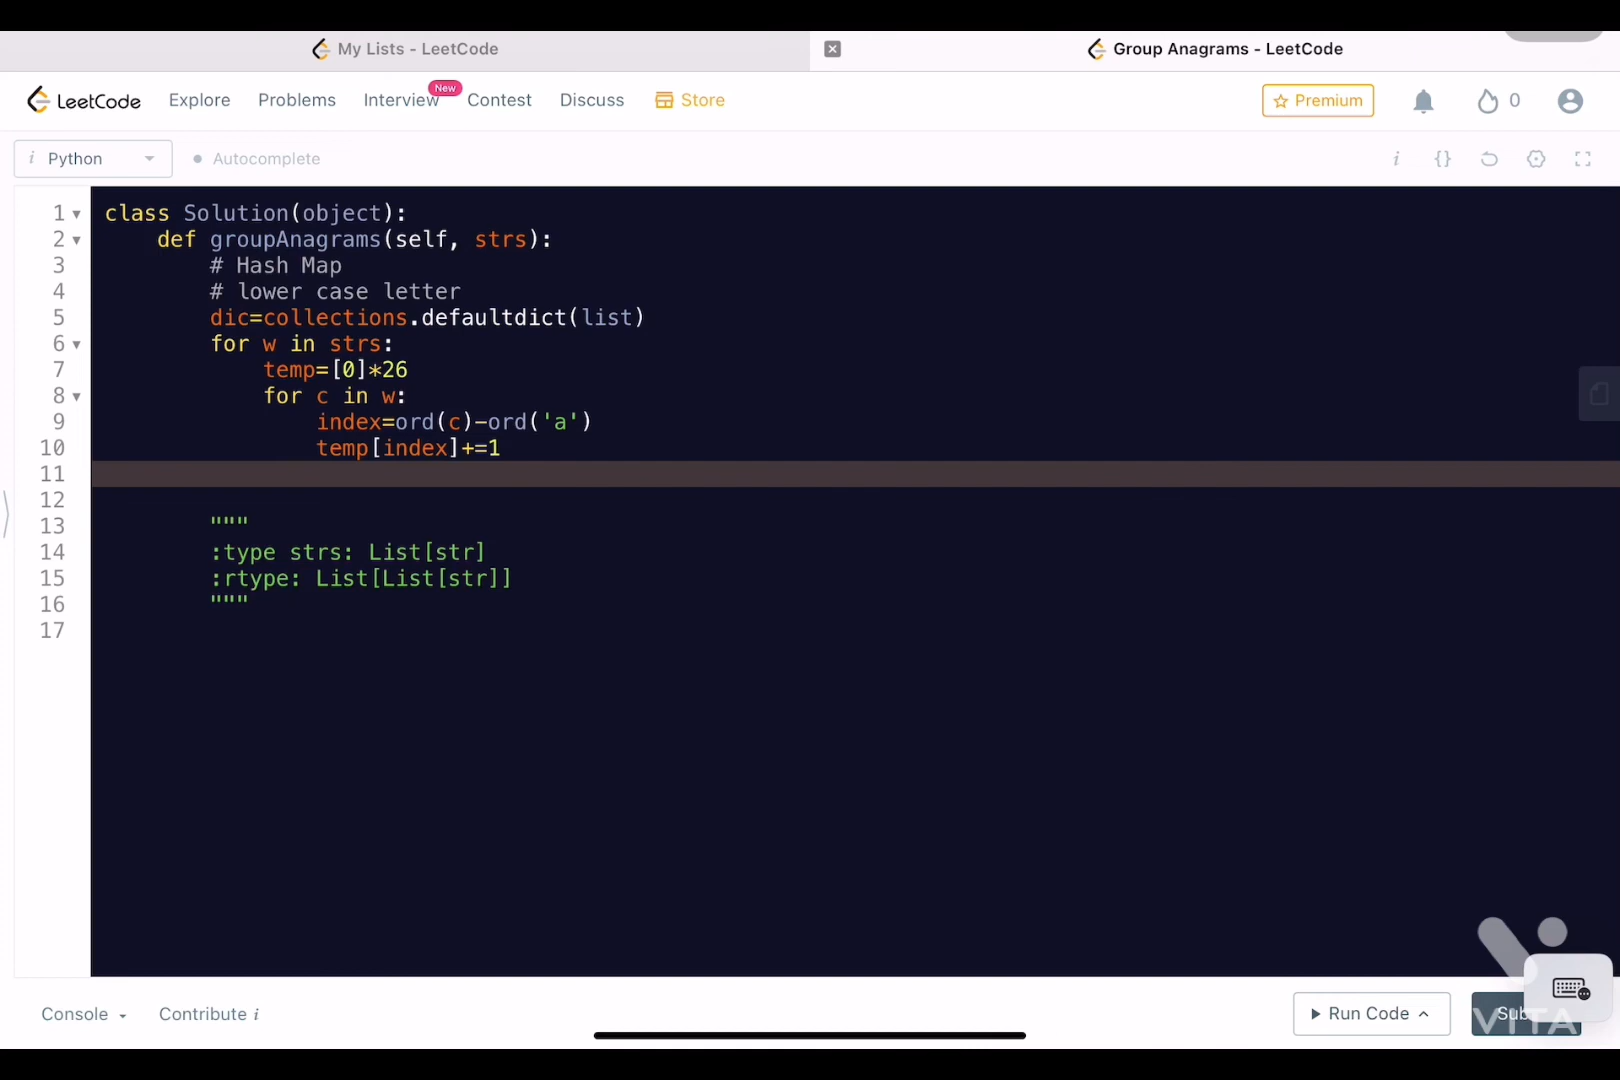 My Lists - LeetCode
Group Anagrams - LeetCode
LeetCode Explore Problems Interview New Contest Discuss Store Premium 0
i Python Autocomplete i {}
1 class Solution(object):
2 def groupAnagrams(self, strs):
3 # Hash Map
4 # lower case letter
5 dic=collections.defaultdict(list)
6 for w in strs:
7 temp=[0]*26
8 for c in w:
9 index=ord(c)-ord('a')
10 temp[index]+=1
11
12
13 """
14 :type strs: List[str]
15 :rtype: List[List[str]]
16 """
17
Console Contribute i Run Code
VITA